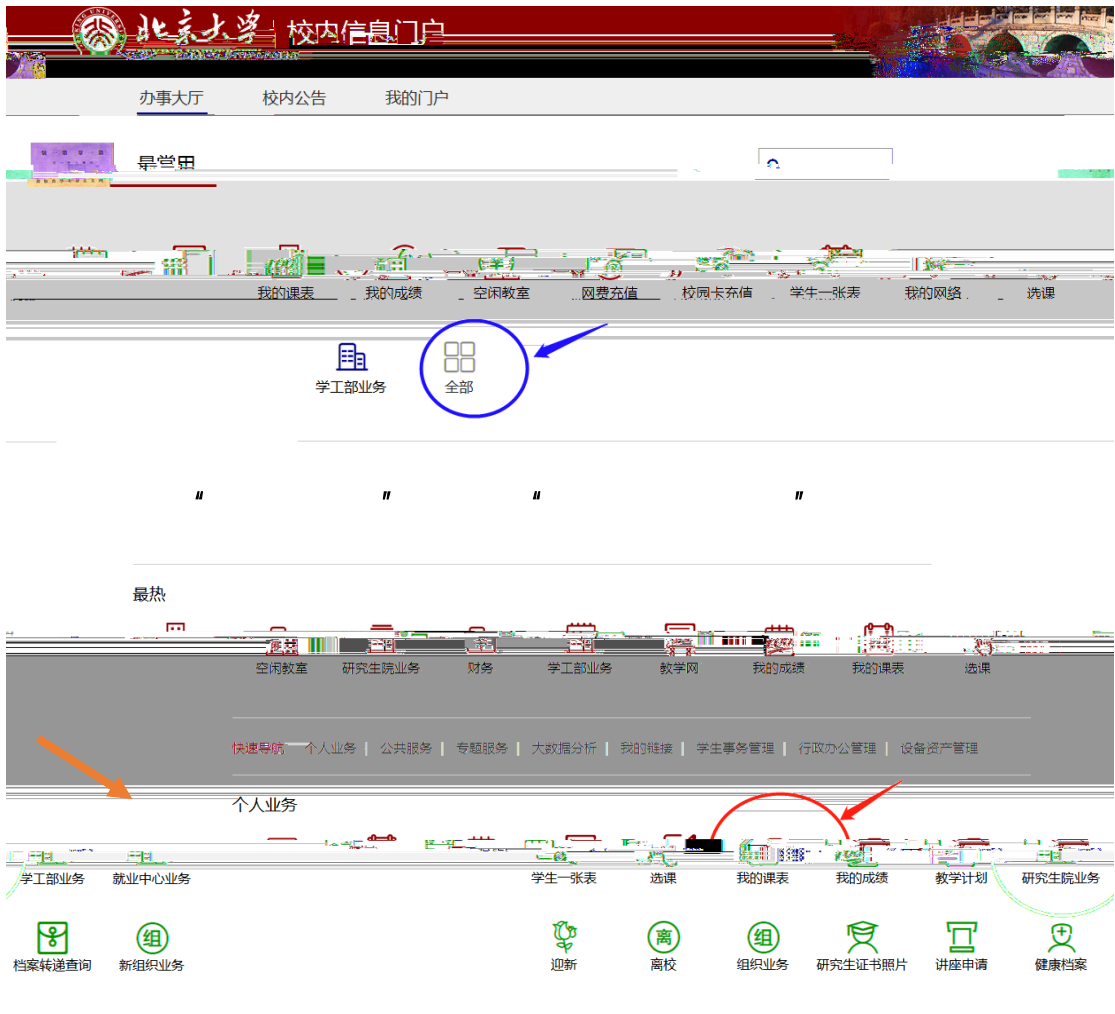 北京大学 校内信息门户
办事大厅 校内公告 我的门户
最常用
我的课表 我的成绩 空闲教室 网费充值 校园卡充值 学生一张表 我的网络 选课
学工部业务 全部
" " " "
最热
空闲教室 研究生院业务 财务 学工部业务 教学网 我的成绩 我的课表 选课
快速导航 个人业务 | 公共服务 | 专题服务 | 大数据分析 | 我的链接 | 学生事务管理 | 行政办公管理 | 设备资产管理
个人业务
学工部业务 就业中心业务 学生一张表 选课 我的课表 我的成绩 教学计划 研究生院业务
组 离 组
档案转递查询 新组织业务 迎新 离校 组织业务 研究生证书照片 讲座申请 健康档案